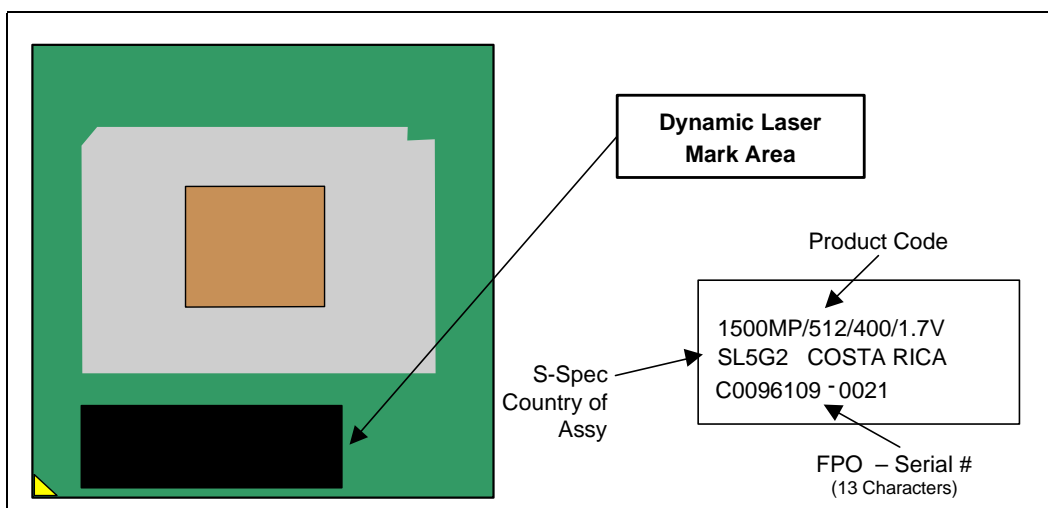 Dynamic Laser
Mark Area
Product Code
1500MP/512/400/1.7V
SL5G2 COSTA RICA
C0096109 - 0021
S-Spec
Country of
Assy
FPO – Serial #
(13 Characters)